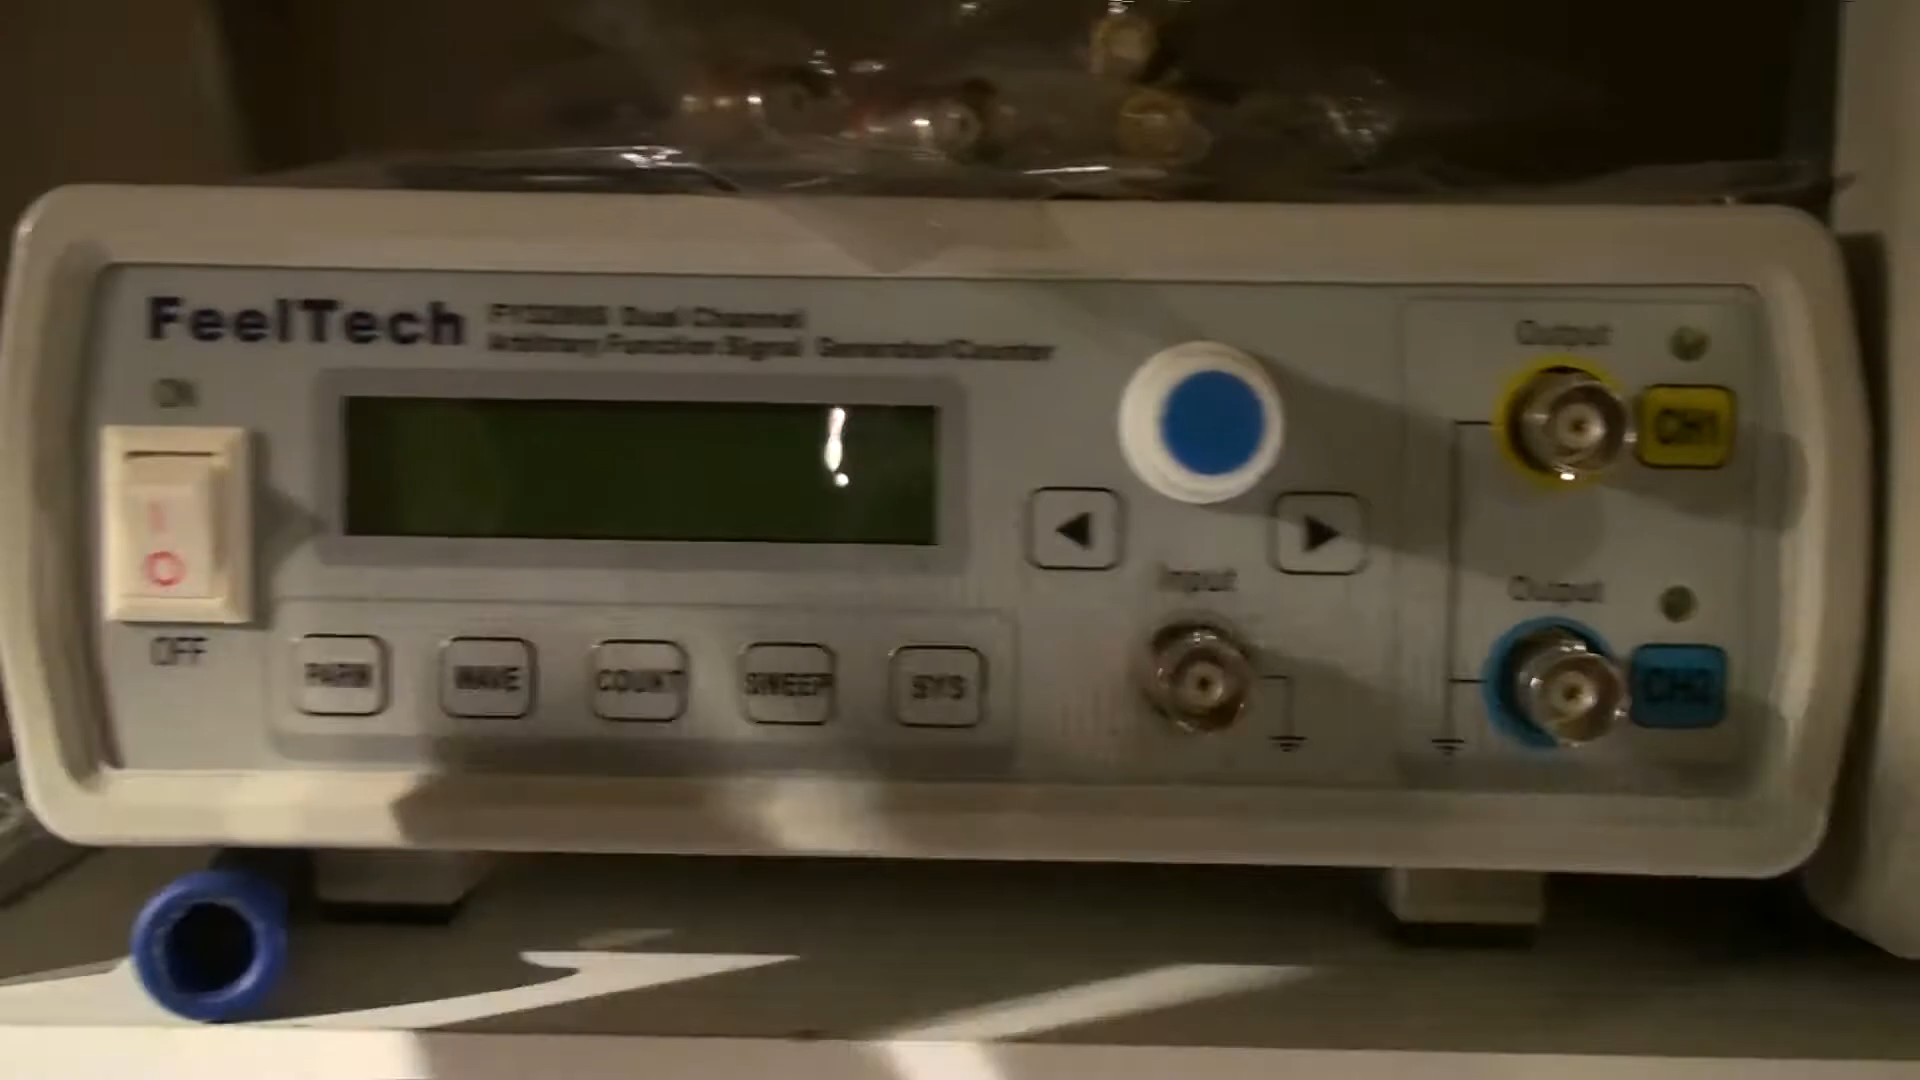 FeelTech
FY3200S Dual Channel
Arbitrary Function Signal Generator/Counter
ON
I
O
OFF
PARM
WAVE
COUNT
SWEEP
SYS
Input
Output
CH1
Output
CH2